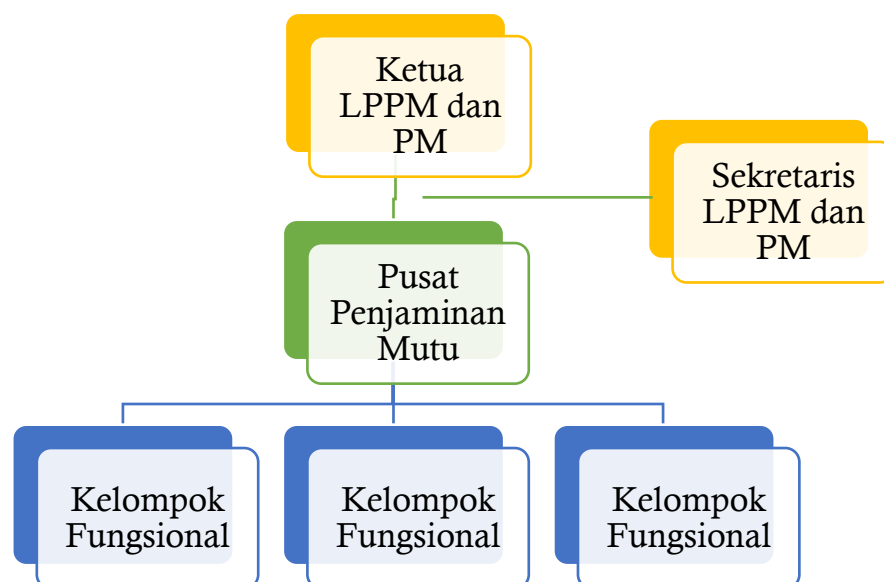 Ketua
LPPM dan
PM
Sekretaris
LPPM dan
PM
Pusat
Penjaminan
Mutu
Kelompok
Fungsional
Kelompok
Fungsional
Kelompok
Fungsional